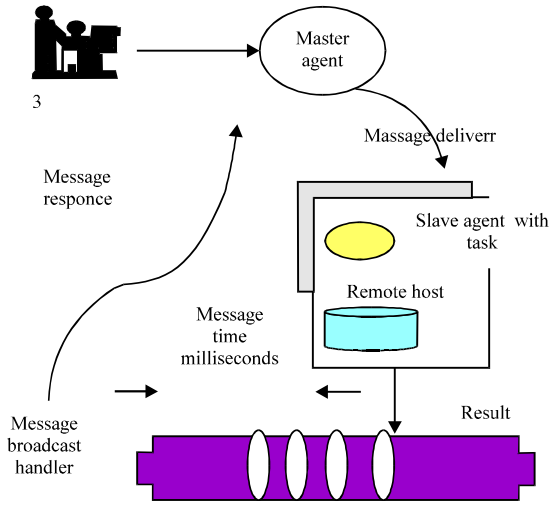 Master
agent
3
Massage deliverr
Message
responce
Slave agent  with
task
Remote host
Message
time
milliseconds
Result
Message
broadcast
handler